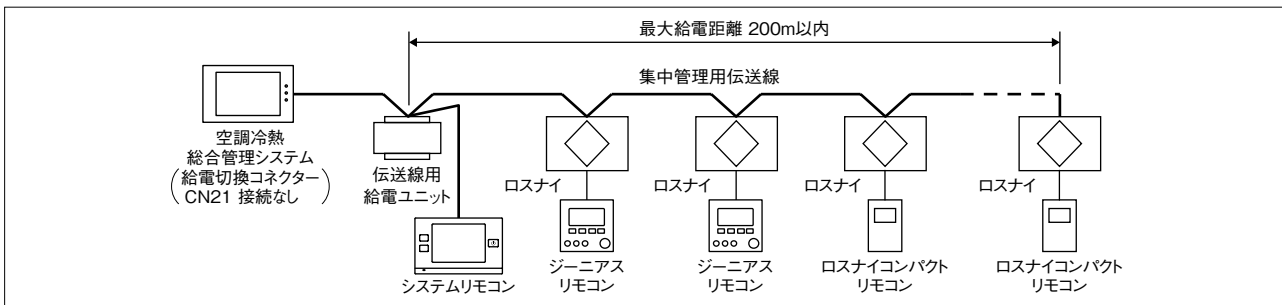 最大給電距離 200m以内
集中管理用伝送線
空調冷熱
総合管理システム
(給電切換コネクター
CN21 接続なし)
伝送線用
給電ユニット
システムリモコン
ロスナイ
ジーニアス
リモコン
ロスナイ
ジーニアス
リモコン
ロスナイ
ロスナイコンパクト
リモコン
ロスナイ
ロスナイコンパクト
リモコン